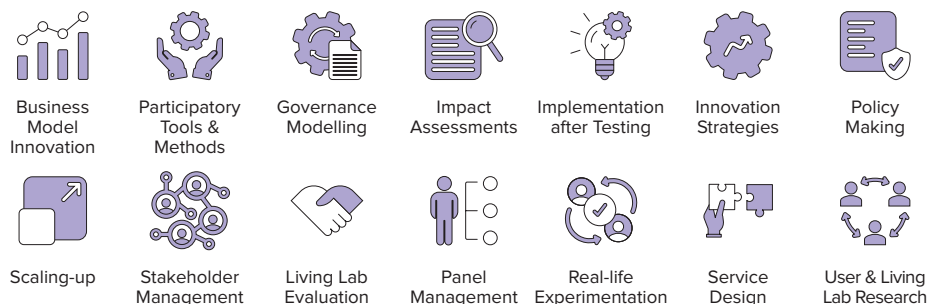 Business
Model
Innovation
Participatory
Tools &
Methods
Governance
Modelling
Impact
Assessments
Implementation
after Testing
Innovation
Strategies
Policy
Making
Scaling-up
Stakeholder
Management
Living Lab
Evaluation
Panel
Management
Real-life
Experimentation
Service
Design
User & Living
Lab Research